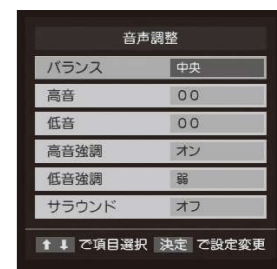 音声調整
バランス 中央
高音 00
低音 00
高音強調 オン
低音強調 弱
サラウンド オフ
⬆⬇で項目選択 決定 で設定変更